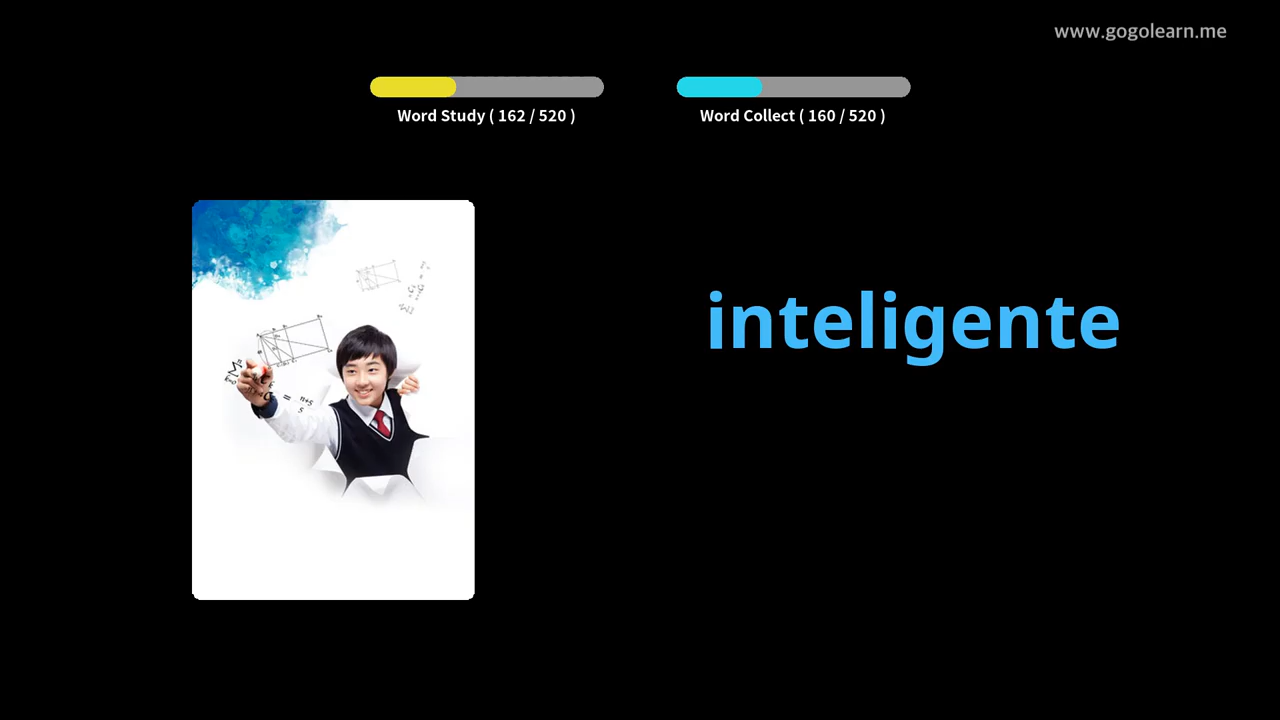 www.gogolearn.me
Word Study ( 162 / 520 )
Word Collect ( 160 / 520 )
inteligente
n+s
=
s